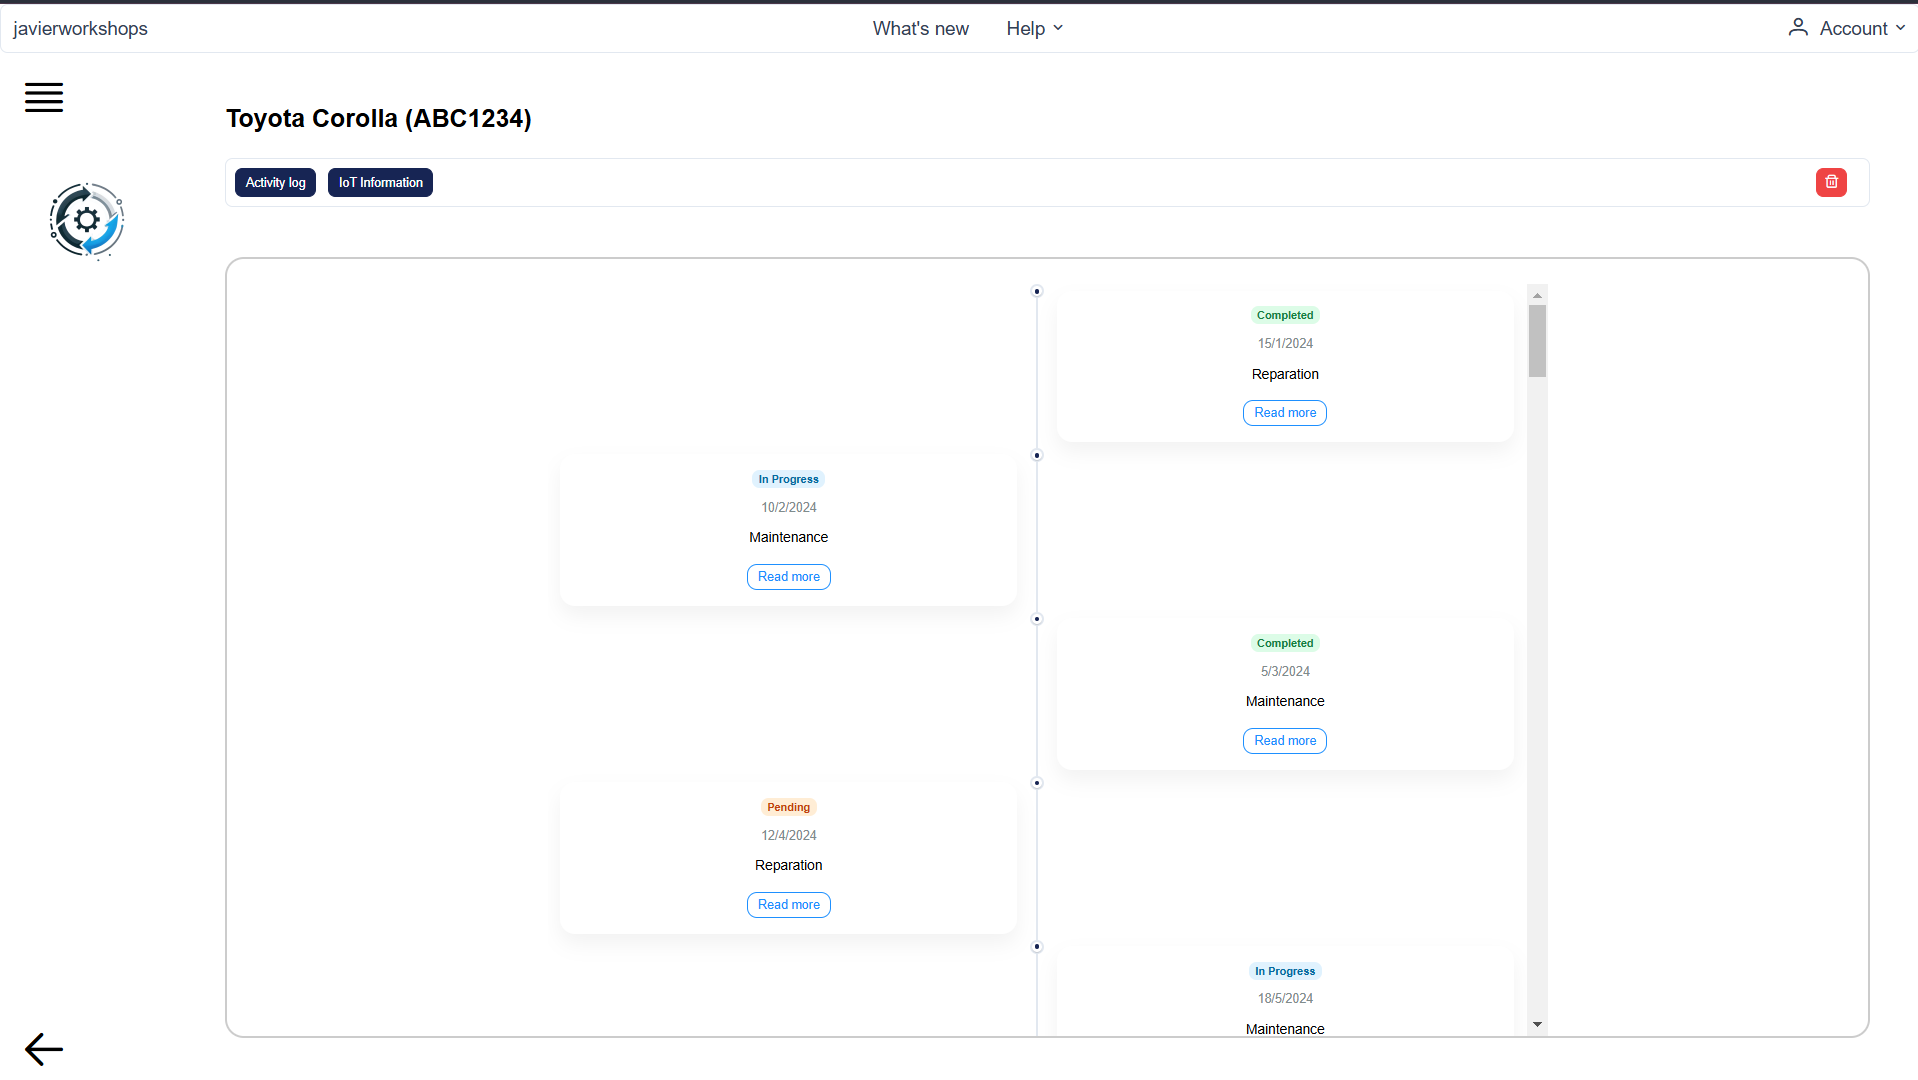 javierworkshops
What's new
Help
Account
Toyota Corolla (ABC1234)
Activity log
IoT Information
Completed
15/1/2024
Reparation
Read more
In Progress
10/2/2024
Maintenance
Read more
Completed
5/3/2024
Maintenance
Read more
Pending
12/4/2024
Reparation
Read more
In Progress
18/5/2024
Maintenance